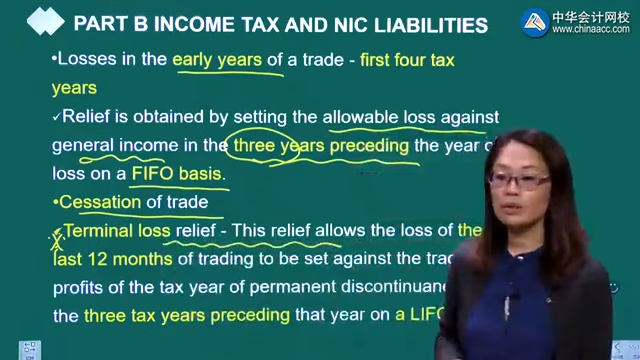 PART B INCOME TAX AND NIC LIABILITIES
中华会计网校
www.chinaacc.com
•Losses in the early years of a trade - first four tax
years
✓Relief is obtained by setting the allowable loss against
general income in the three years preceding the year
loss on a FIFO basis.
•Cessation of trade
Terminal loss relief - This relief allows the loss of the
last 12 months of trading to be set against the
profits of the tax year of permanent
the three tax years preceding that year on a LIFO